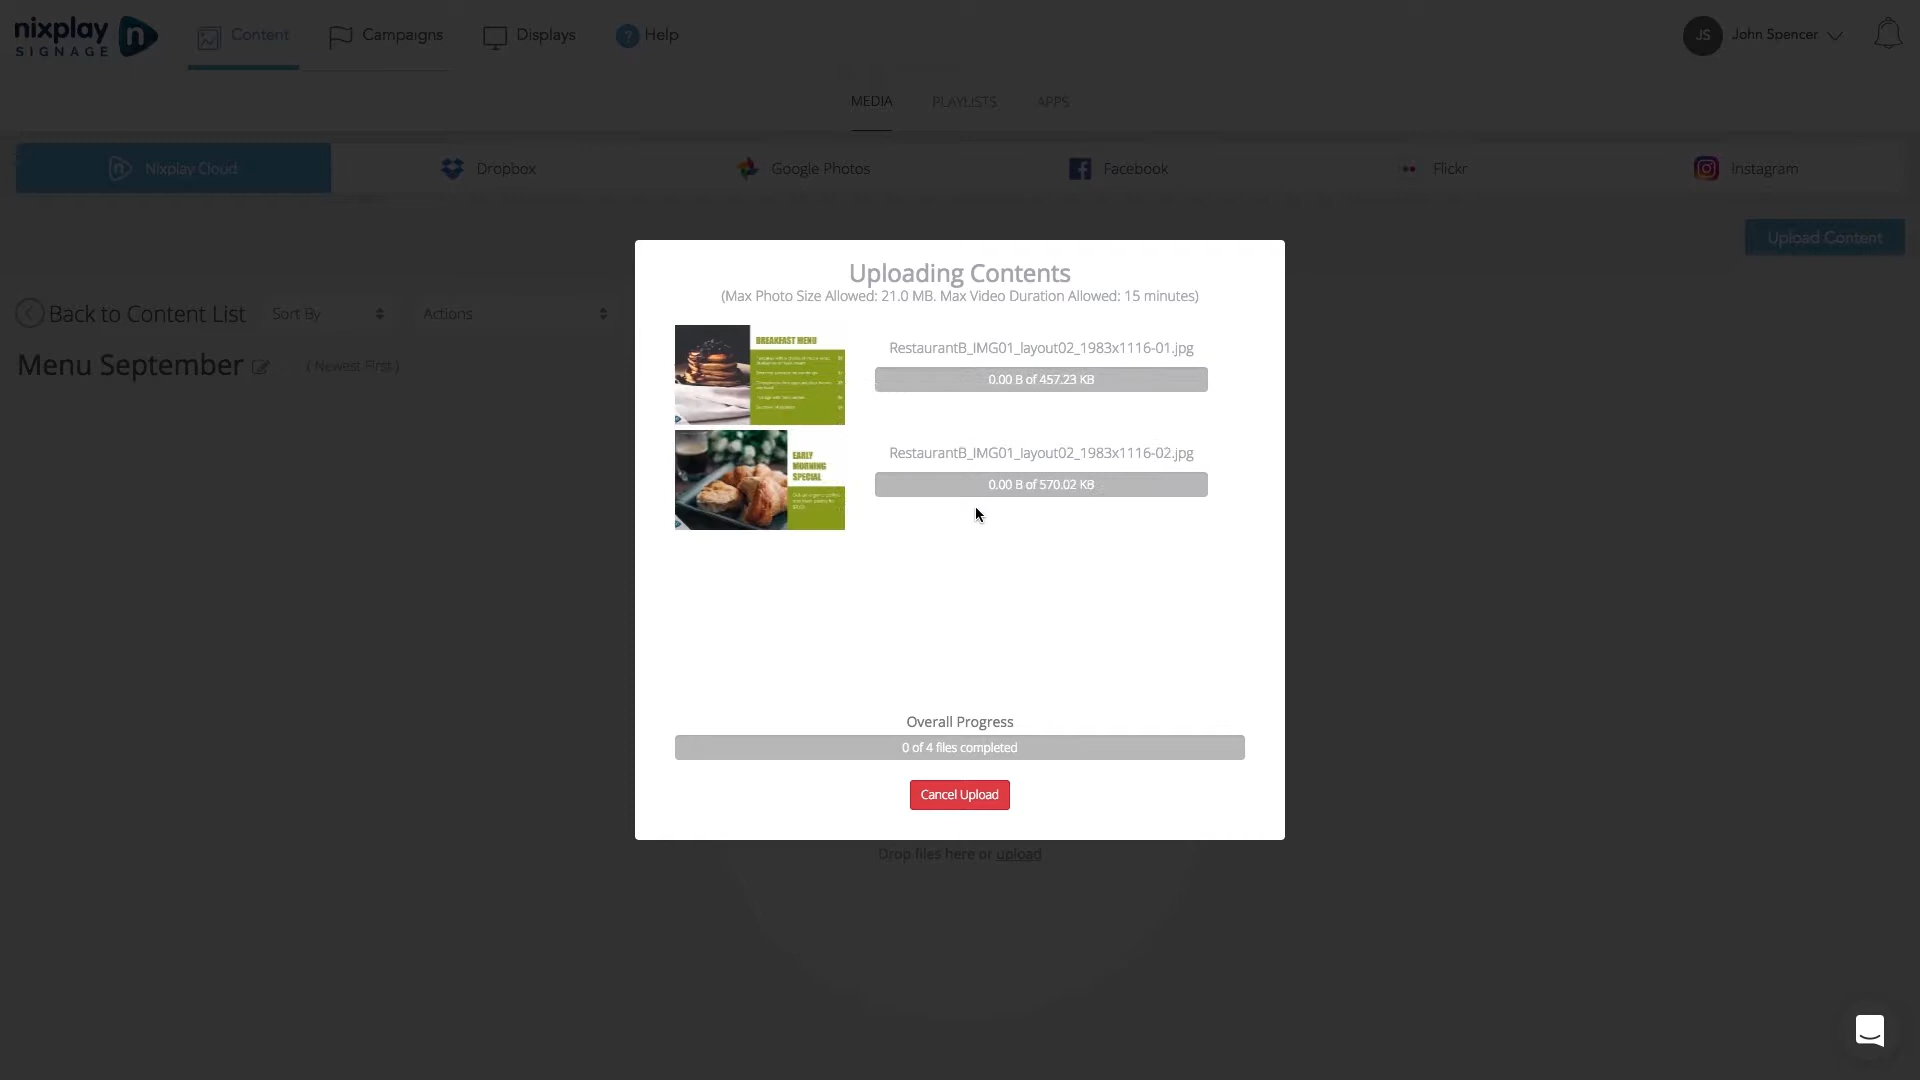 nixplay
SIGNAGE
Content
Campaigns
Displays
? Help
JS
John Spencer
MEDIA
PLAYLISTS
APPS
Nixplay Cloud
Dropbox
Google Photos
Facebook
Flickr
Instagram
Upload Content
Uploading Contents
(Max Photo Size Allowed: 21.0 MB. Max Video Duration Allowed: 15 minutes)
Back to Content List
Sort By
Actions
Menu September
( Newest First )
BREAKFAST MENU
RestaurantB_IMG01_layout02_1983x1116-01.jpg
0.00 B of 457.23 KB
EARLY
MORNING
SPECIAL
RestaurantB_IMG01_layout02_1983x1116-02.jpg
0.00 B of 570.02 KB
Overall Progress
0 of 4 files completed
Cancel Upload
Drop files here or upload